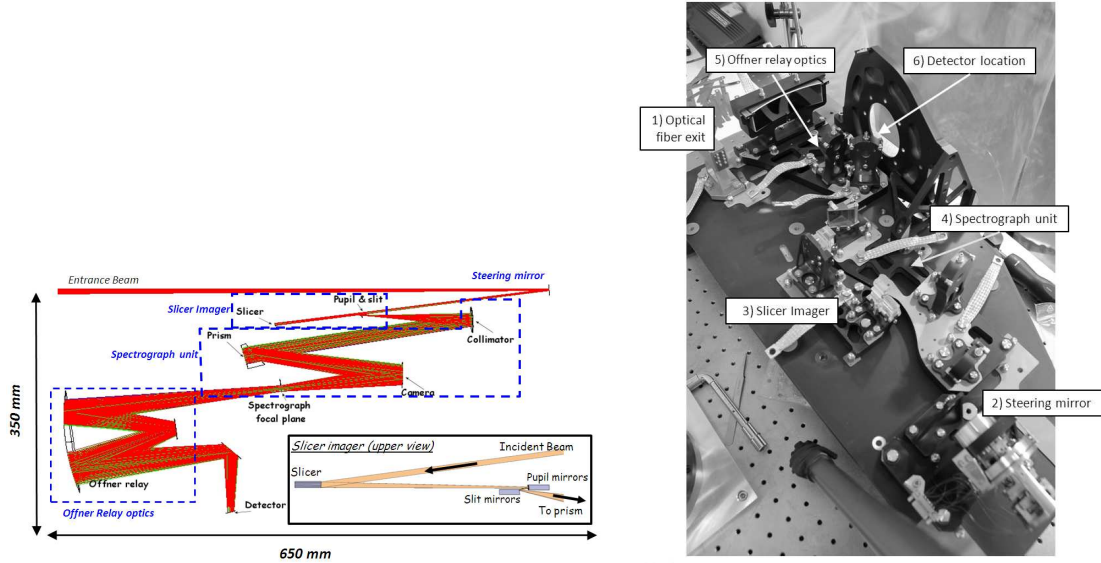 Entrance Beam
Steering mirror
Pupil & slit
Slicer Imager
Slicer
Prism
Collimator
Spectrograph unit
Camera
Spectrograph
focal plane
350 mm
Offner relay
Offner Relay optics
Detector
650 mm
Slicer imager (upper view)
Incident Beam
Slicer
Pupil mirrors
Slit mirrors
To prism
5) Offner relay optics
6) Detector location
1) Optical
fiber exit
4) Spectrograph unit
3) Slicer Imager
2) Steering mirror